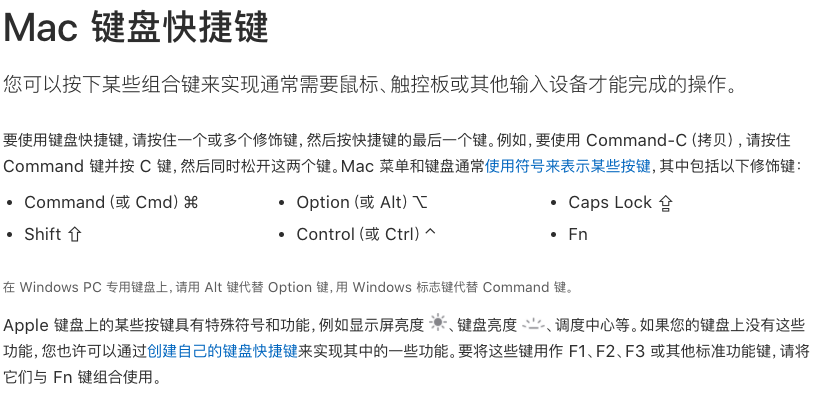 Mac 键盘快捷键
您可以按下某些组合键来实现通常需要鼠标、触控板或其他输入设备才能完成的操作。
要使用键盘快捷键，请按住一个或多个修饰键，然后按快捷键的最后一个键。例如，要使用 Command-C（拷贝），请按住
Command 键并按 C 键，然后同时松开这两个键。Mac 菜单和键盘通常使用符号来表示某些按键，其中包括以下修饰键：
• Command（或 Cmd）⌘ • Option（或 Alt）⌥ • Caps Lock ⇪
• Shift ⇧ • Control（或 Ctrl）⌃ • Fn
在 Windows PC 专用键盘上，请用 Alt 键代替 Option 键，用 Windows 标志键代替 Command 键。
Apple 键盘上的某些按键具有特殊符号和功能，例如显示屏亮度 、键盘亮度 、调度中心等。如果您的键盘上没有这些
功能，您也许可以通过创建自己的键盘快捷键来实现其中的一些功能。要将这些键用作 F1、F2、F3 或其他标准功能键，请将
它们与 Fn 键组合使用。